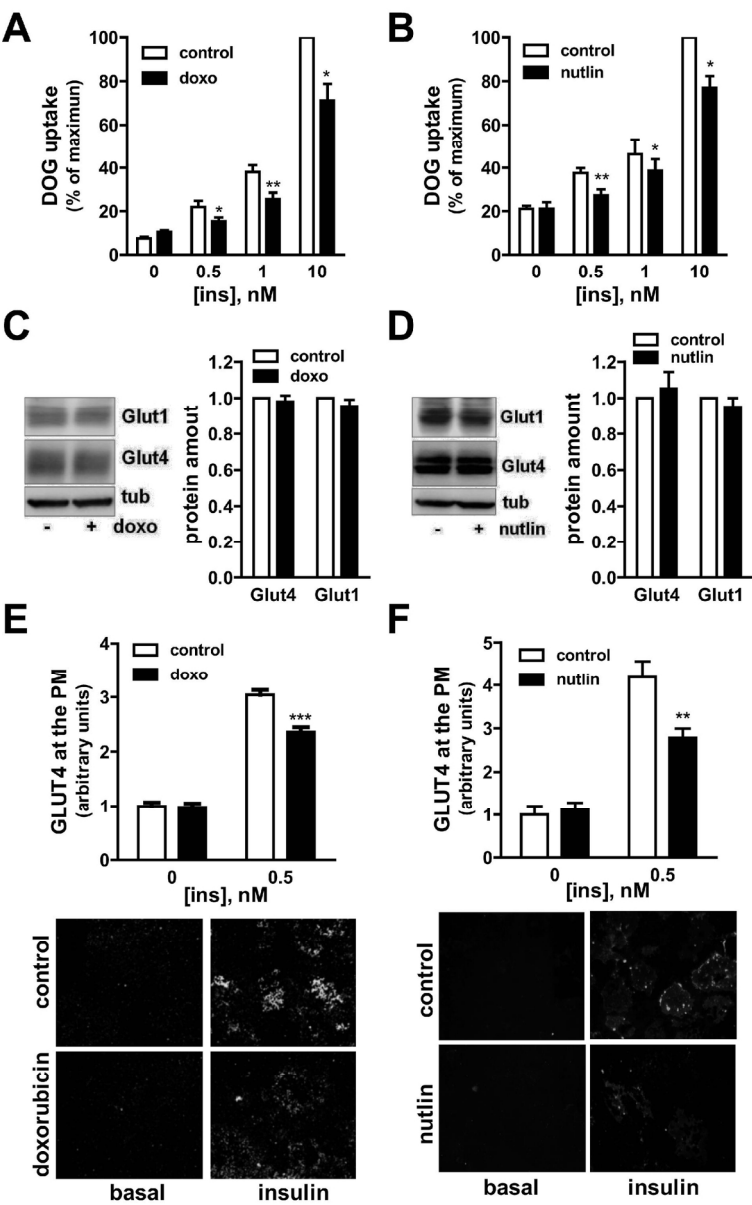 A
control
doxo
DOG uptake
(% of maximum)
100
80
60
40
20
0
0 0.5 1 10
[ins], nM
*
**
*
B
control
nutlin
DOG uptake
(% of maximum)
100
80
60
40
20
0
0 0.5 1 10
[ins], nM
**
*
*
C
Glut1
Glut4
tub
- + doxo
control
doxo
protein amout
1.2
1.0
0.8
0.6
0.4
0.2
0.0
Glut4 Glut1
D
Glut1
Glut4
tub
- + nutlin
control
nutlin
protein amount
1.2
1.0
0.8
0.6
0.4
0.2
0.0
Glut4 Glut1
E
control
doxo
GLUT4 at the PM
(arbitrary units)
4
3
2
1
0
***
0 0.5
[ins], nM
control
doxorubicin
basal insulin
F
control
nutlin
GLUT4 at the PM
(arbitrary units)
5
4
3
2
1
0
**
0 0.5
[ins], nM
control
nutlin
basal insulin